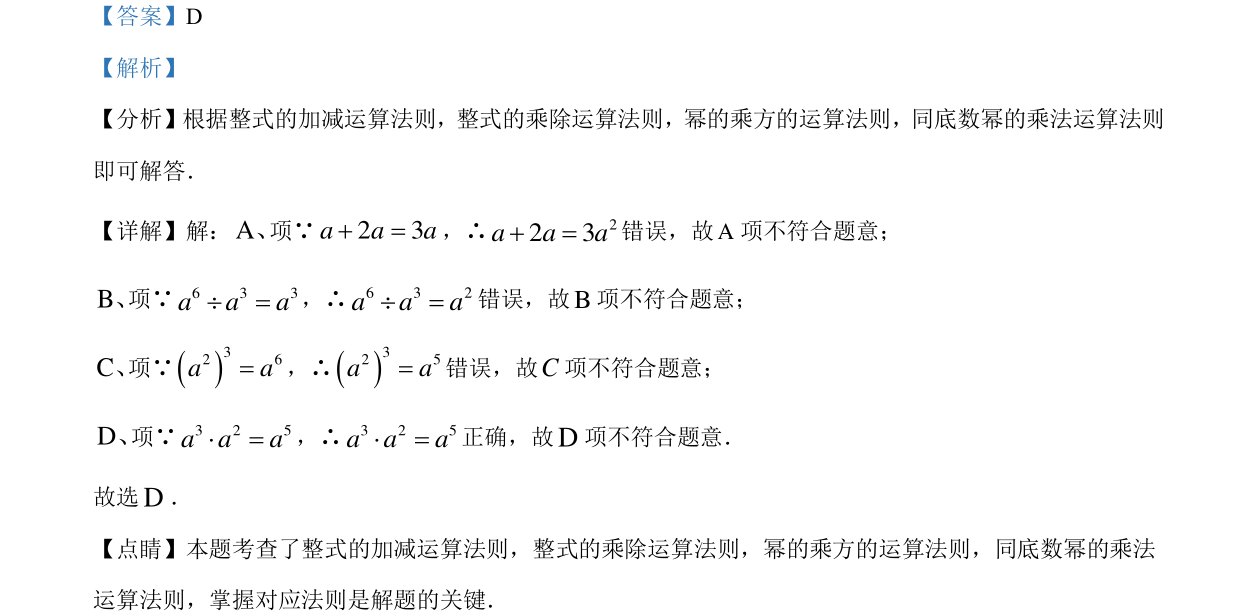 【答案】D
【解析】
【分析】根据整式的加减运算法则，整式的乘除运算法则，幂的乘方的运算法则，同底数幂的乘法运算法则
即可解答．
【详解】解：A、项∵a+2a=3a，∴a+2a=3a²错误，故A 项不符合题意；
B、项∵a⁶÷a³=a³，∴a⁶÷a³=a²错误，故B 项不符合题意；
C、项∵(a²)³=a⁶，∴(a²)³=a⁵错误，故C 项不符合题意；
D、项∵a³·a²=a⁵，∴a³·a²=a⁵正确，故D 项不符合题意．
故选D．
【点睛】本题考查了整式的加减运算法则，整式的乘除运算法则，幂的乘方的运算法则，同底数幂的乘法
运算法则，掌握对应法则是解题的关键．